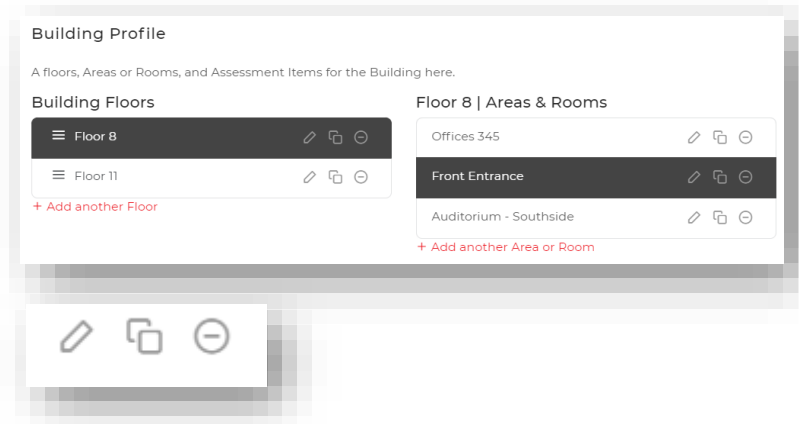 Building Profile
A floors, Areas or Rooms, and Assessment Items for the Building here.
Building Floors
Floor 8
Floor 11
+ Add another Floor
Floor 8 | Areas & Rooms
Offices 345
Front Entrance
Auditorium - Southside
+ Add another Area or Room